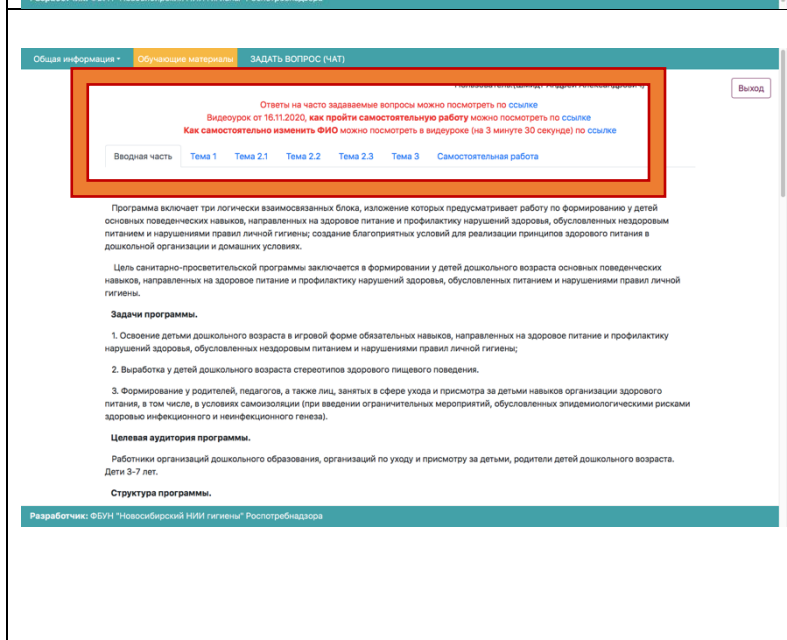 Разработчик: ФБУН "Новосибирский НИИ гигиены" Роспотребнадзора
Общая информация
Обучающие материалы
ЗАДАТЬ ВОПРОС (ЧАТ)
Выход
Ответы на часто задаваемые вопросы можно посмотреть по ссылке
Видеоурок от 16.11.2020, как пройти самостоятельную работу можно посмотреть по ссылке
Как самостоятельно изменить ФИО можно посмотреть в видеуроке (на 3 минуте 30 секунде) по ссылке
Вводная часть Тема 1 Тема 2.1 Тема 2.2 Тема 2.3 Тема 3 Самостоятельная работа
Программа включает три логически взаимосвязанных блока, изложение которых предусматривает работу по формированию у детей
основных поведенческих навыков, направленных на здоровое питание и профилактику нарушений здоровья, обусловленных нездоровым
питанием и нарушениями правил личной гигиены; создание благоприятных условий для реализации принципов здорового питания в
дошкольной организации и домашних условиях.
Цель санитарно-просветительской программы заключается в формировании у детей дошкольного возраста основных поведенческих
навыков, направленных на здоровое питание и профилактику нарушений здоровья, обусловленных питанием и нарушениями правил личной
гигиены.
Задачи программы.
1. Освоение детьми дошкольного возраста в игровой форме обязательных навыков, направленных на здоровое питание и профилактику
нарушений здоровья, обусловленных нездоровым питанием и нарушениями правил личной гигиены;
2. Выработка у детей дошкольного возраста стереотипов здорового пищевого поведения.
3. Формирование у родителей, педагогов, а также лиц, занятых в сфере ухода и присмотра за детьми навыков организации здорового
питания, в том числе, в условиях самоизоляции (при введении ограничительных мероприятий, обусловленных эпидемиологическими рисками
здоровью инфекционного и неинфекционного генеза).
Целевая аудитория программы.
Работники организаций дошкольного образования, организаций по уходу и присмотру за детьми, родители детей дошкольного возраста.
Дети 3-7 лет.
Структура программы.
Разработчик: ФБУН "Новосибирский НИИ гигиены" Роспотребнадзора